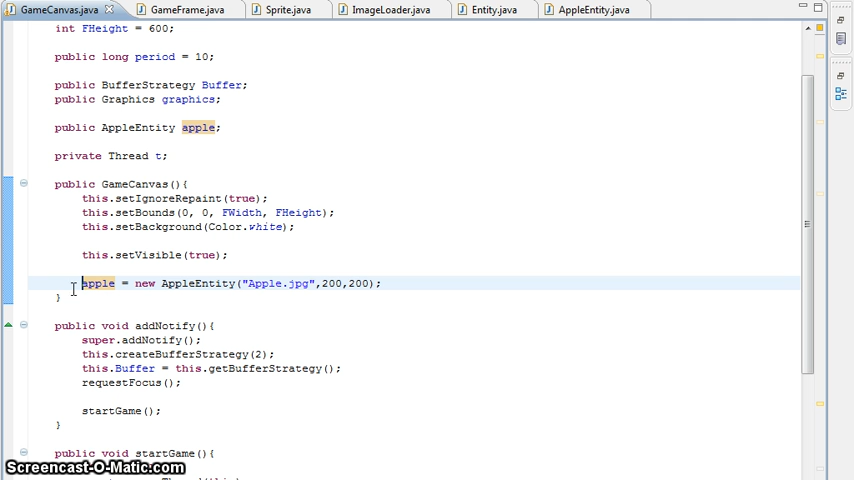 GameCanvas.java GameFrame.java Sprite.java ImageLoader.java Entity.java AppleEntity.java
int FHeight = 600;
public long period = 10;
public BufferStrategy Buffer;
public Graphics graphics;
public AppleEntity apple;
private Thread t;
public GameCanvas(){
this.setIgnoreRepaint(true);
this.setBounds(0, 0, FWidth, FHeight);
this.setBackground(Color.white);
this.setVisible(true);
apple = new AppleEntity("Apple.jpg",200,200);
}
public void addNotify(){
super.addNotify();
this.createBufferStrategy(2);
this.Buffer = this.getBufferStrategy();
requestFocus();
startGame();
}
public void startGame(){
Screencast-O-Matic.com